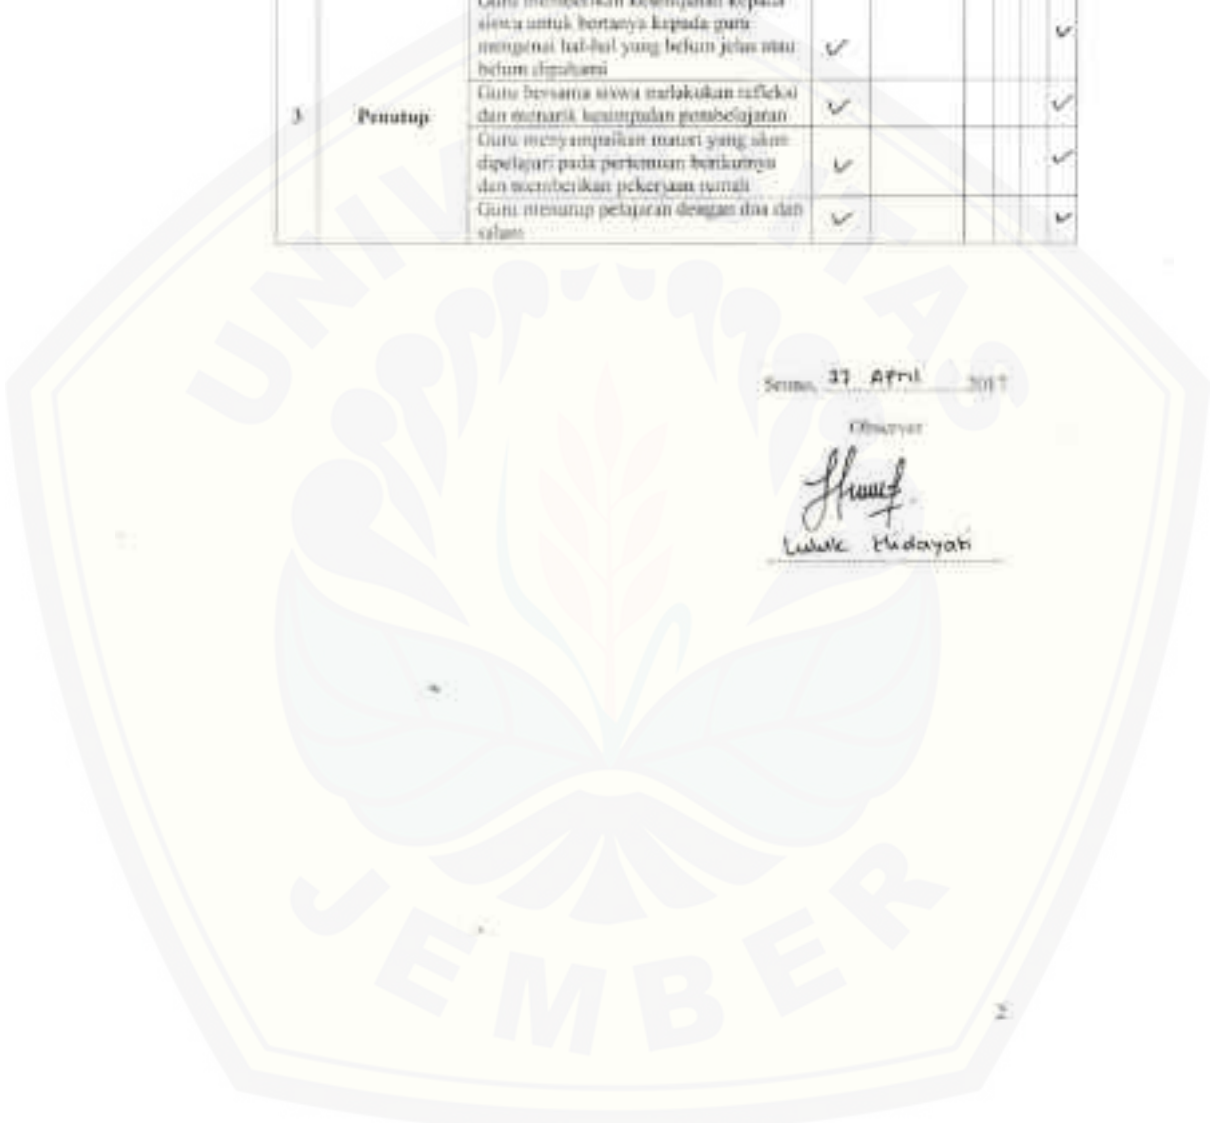 Guru memberikan kesempatan kepada
siswa untuk bertanya kepada guru
mengenai hal-hal yang belum jelas atau
belum dipahami
Guru bersama siswa melakukan refleksi
3 Penutup dan menarik kesimpulan pembelajaran
Guru menyampaikan materi yang akan
dipelajari pada pertemuan berikutnya
dan memberikan pekerjaan rumah
Guru menutup pelajaran dengan doa dan
salam
UNIVERSITAS
April 2017
Observer
Luluk Hidayati
JEMBER